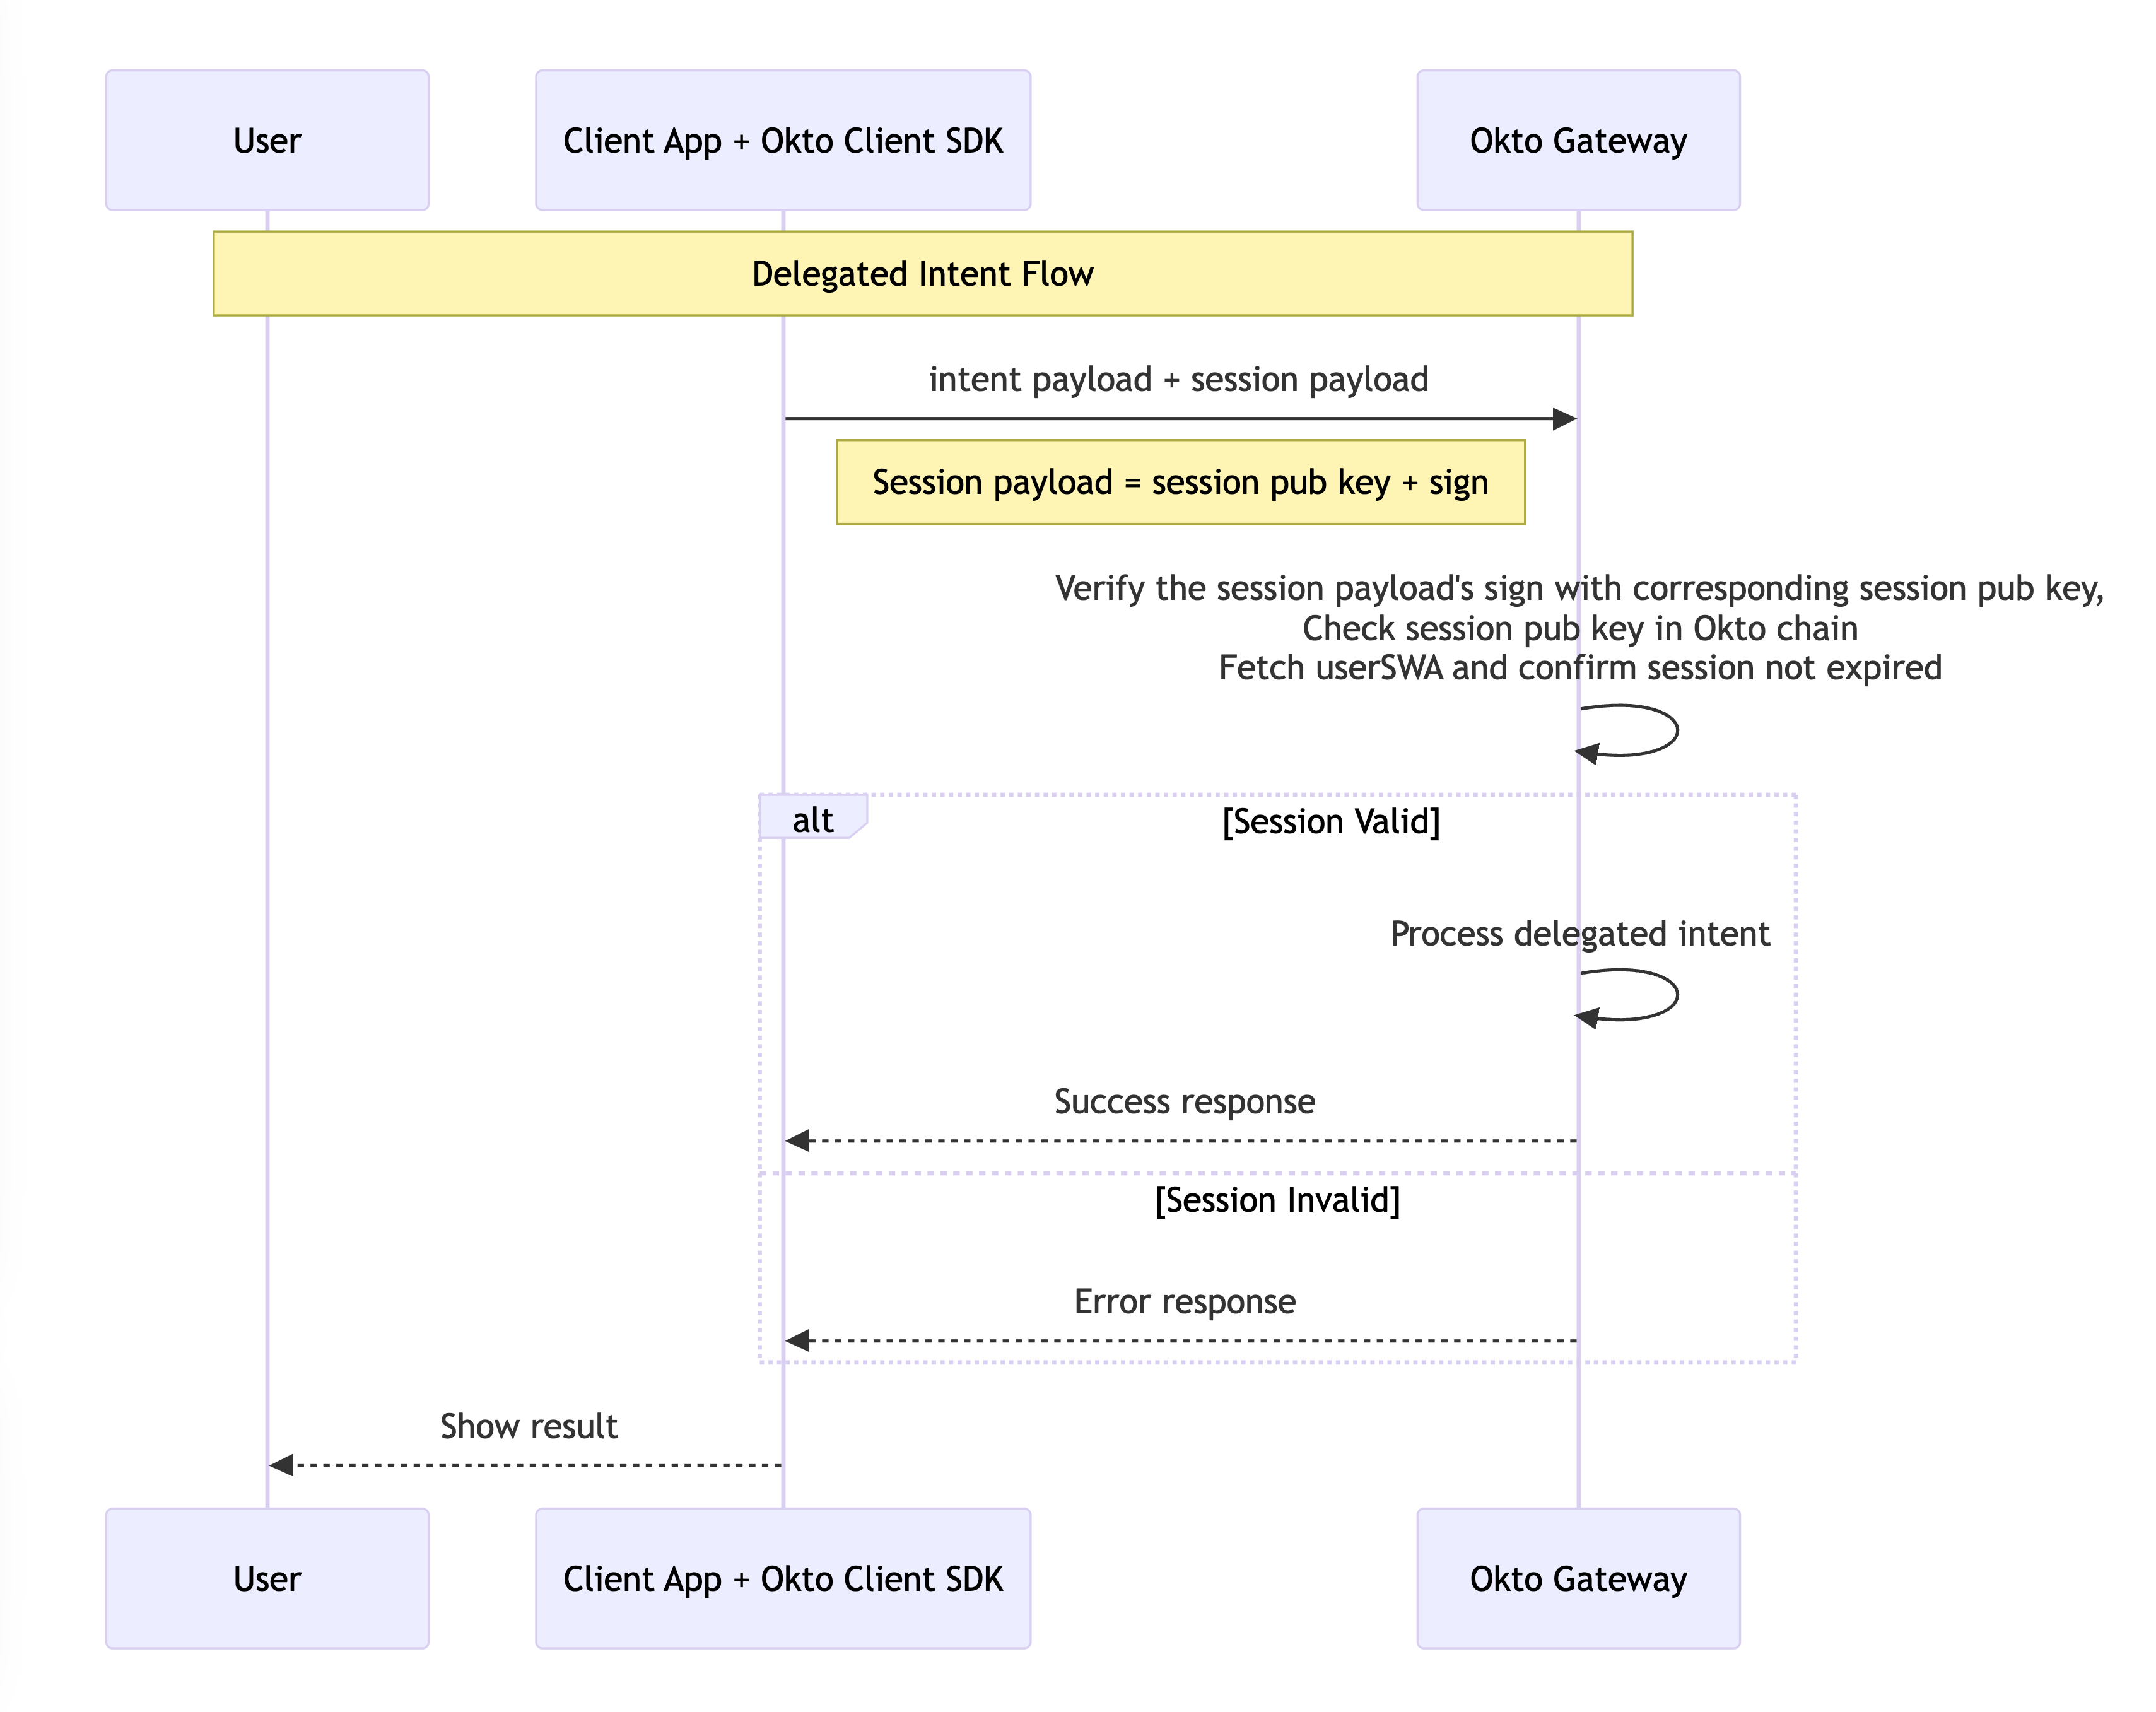 User
Client App + Okto Client SDK
Okto Gateway
Delegated Intent Flow
intent payload + session payload
Session payload = session pub key + sign
Verify the session payload's sign with corresponding session pub key,
Check session pub key in Okto chain
Fetch userSWA and confirm session not expired
alt
[Session Valid]
Process delegated intent
Success response
[Session Invalid]
Error response
Show result
User
Client App + Okto Client SDK
Okto Gateway